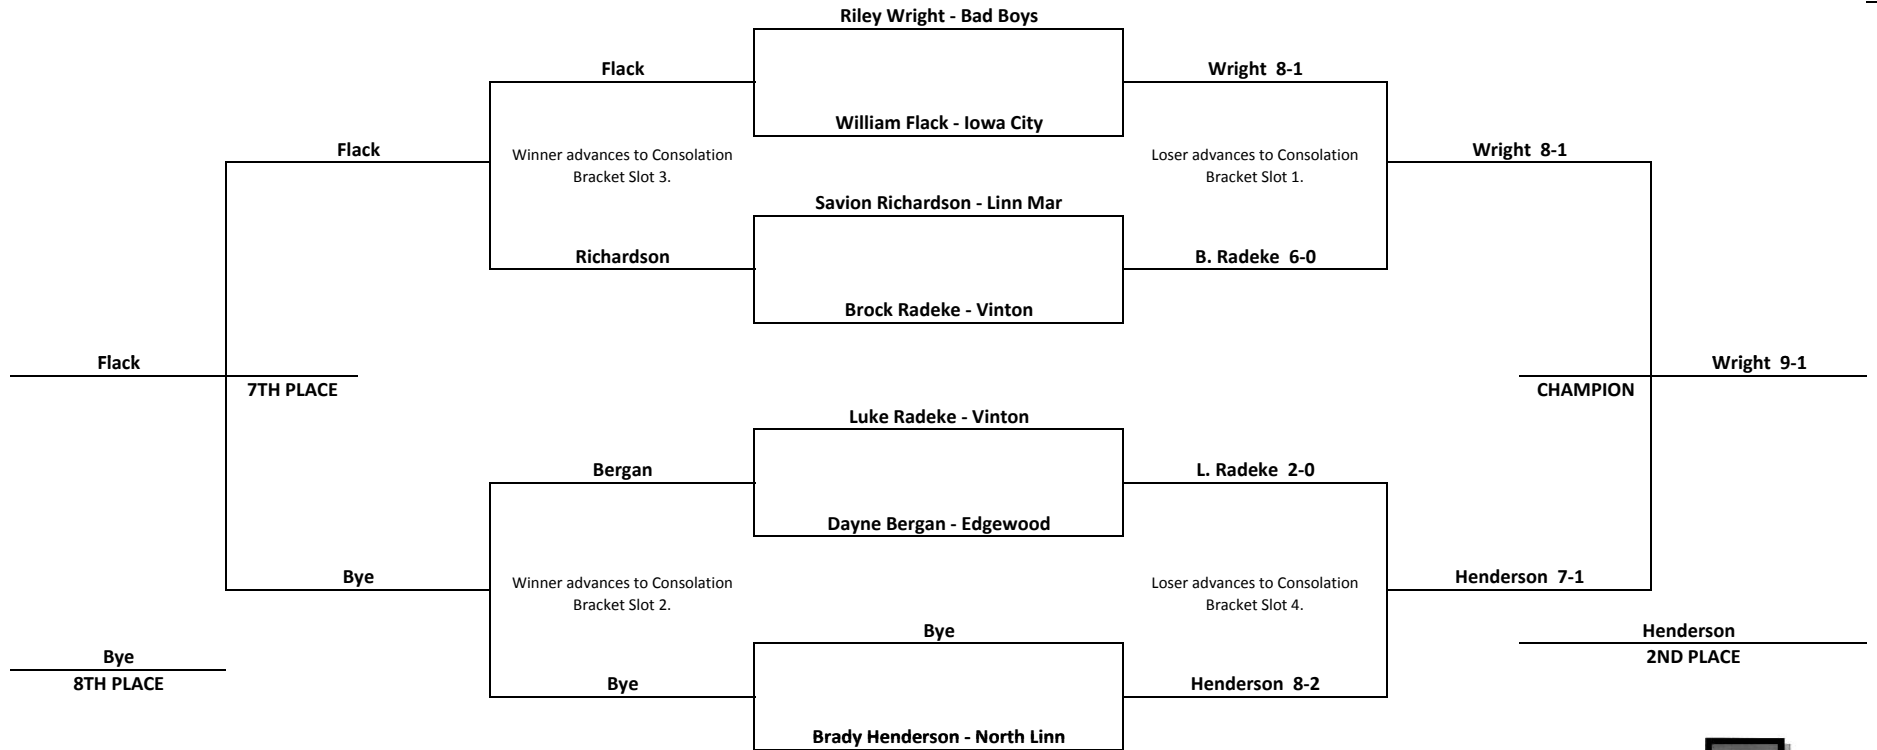 Riley Wright - Bad Boys
Flack
Wright 8-1
William Flack - Iowa City
Flack
Winner advances to Consolation
Bracket Slot 3.
Loser advances to Consolation
Bracket Slot 1.
Wright 8-1
Savion Richardson - Linn Mar
Richardson
B. Radeke 6-0
Brock Radeke - Vinton
Flack
7TH PLACE
Wright 9-1
CHAMPION
Luke Radeke - Vinton
Bergan
L. Radeke 2-0
Dayne Bergan - Edgewood
Bye
Winner advances to Consolation
Bracket Slot 2.
Loser advances to Consolation
Bracket Slot 4.
Henderson 7-1
Bye
Henderson
2ND PLACE
Bye
8TH PLACE
Bye
Henderson 8-2
Brady Henderson - North Linn